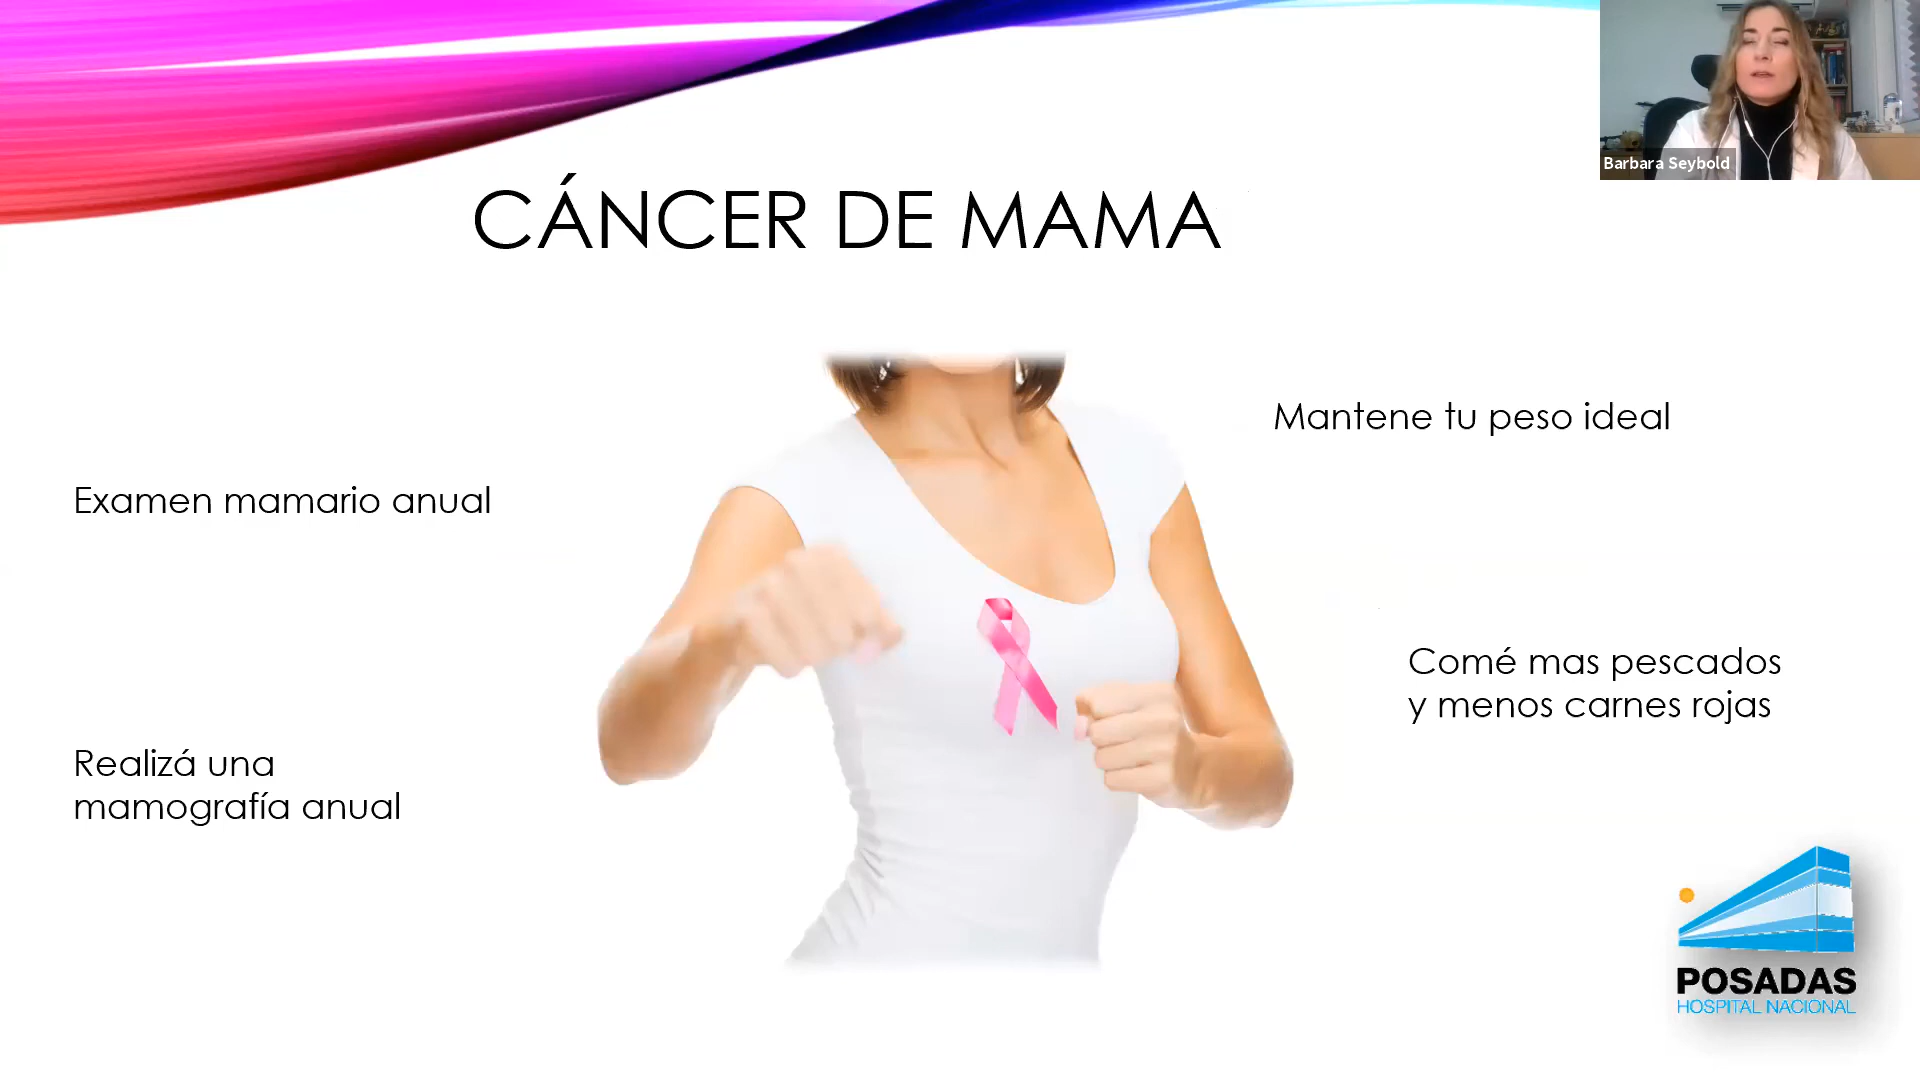 Barbara Seybold
CÁNCER DE MAMA
Mantene tu peso ideal
Examen mamario anual
Comé mas pescados
y menos carnes rojas
Realizá una
mamografía anual
POSADAS
HOSPITAL NACIONAL